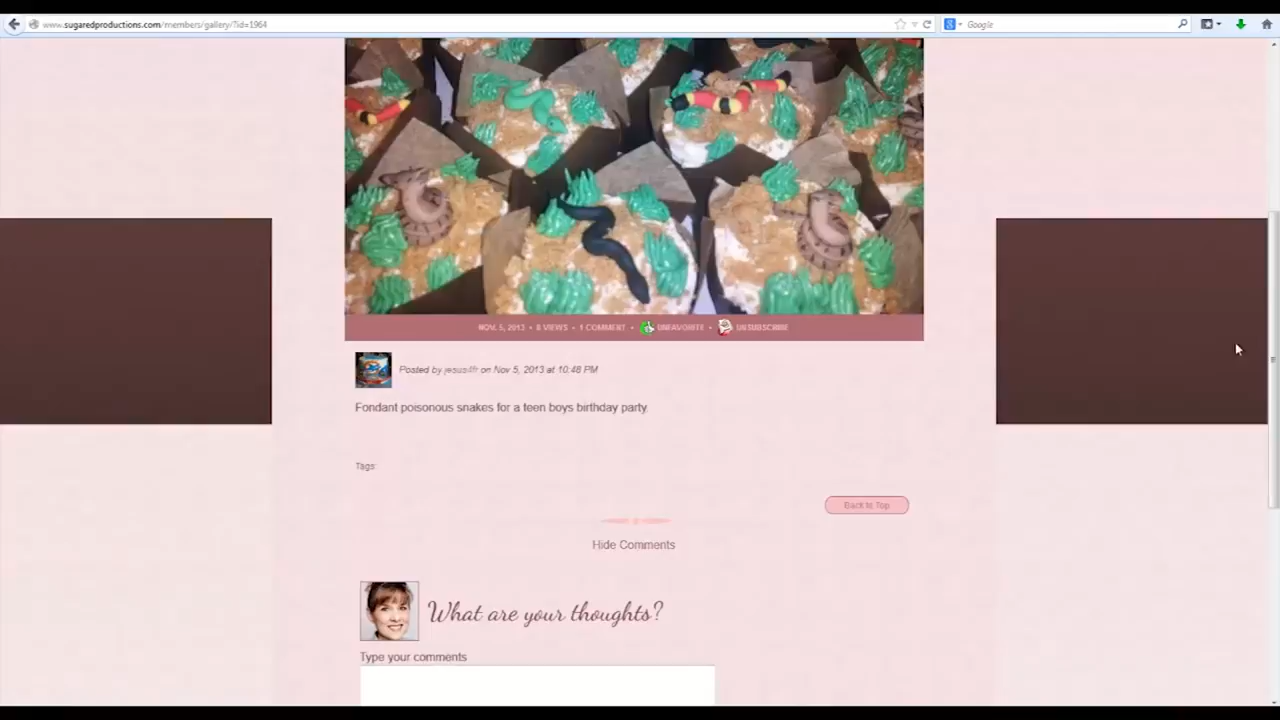 www.sugaredproductions.com/members/gallery/?id=1964
Google
NOV. 5, 2013 • 8 VIEWS • 1 COMMENT • UNFAVORITE • UNSUBSCRIBE
Posted by jesus4fr on Nov 5, 2013 at 10:48 PM
Fondant poisonous snakes for a teen boys birthday party.
Tags:
Back to Top
Hide Comments
What are your thoughts?
Type your comments